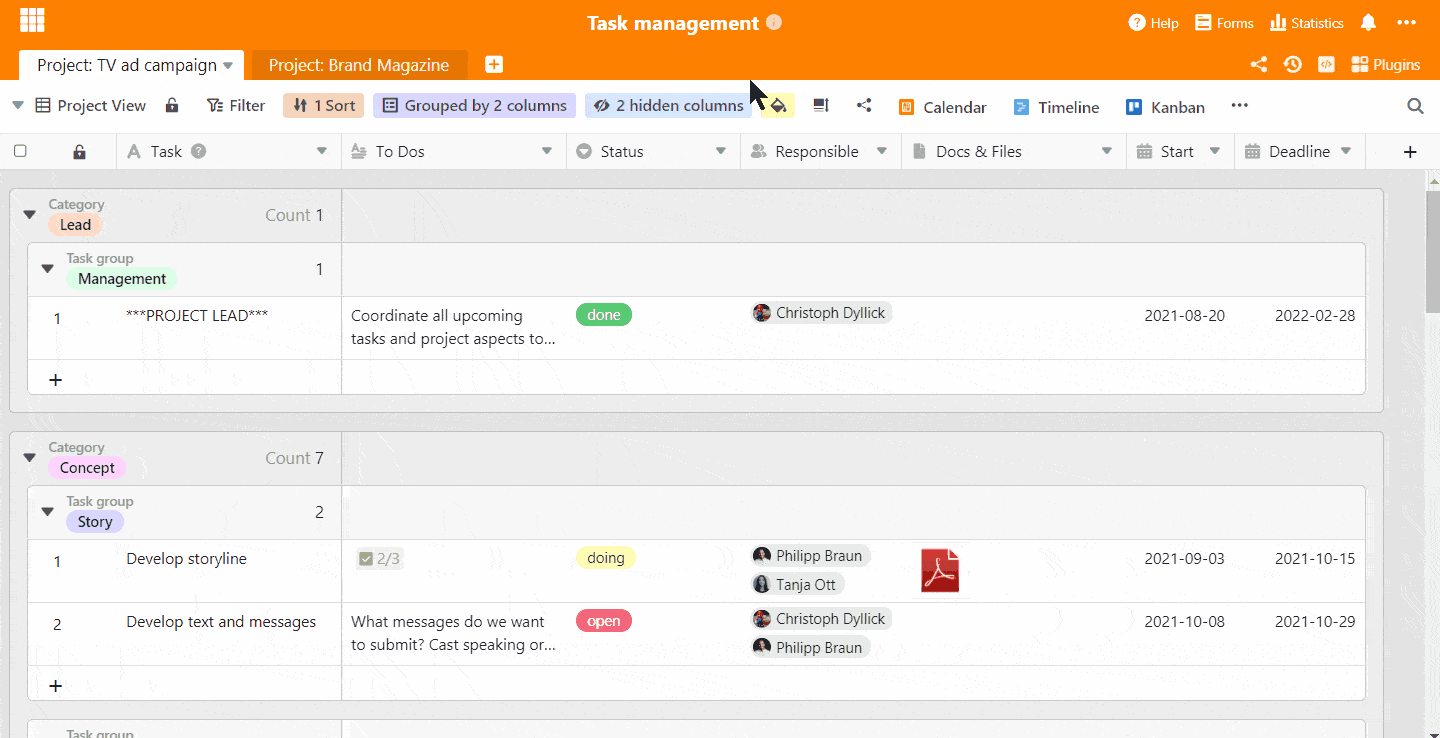 Task management
Help Forms Statistics
Project: TV ad campaign Project: Brand Magazine
Plugins
Project View Filter 1 Sort Grouped by 2 columns 2 hidden columns Calendar Timeline Kanban
Task To Dos Status Responsible Docs & Files Start Deadline
Category
Lead
Count 1
Task group
Management
1
1 ***PROJECT LEAD*** Coordinate all upcoming done Christoph Dyllick 2021-08-20 2022-02-28
tasks and project aspects to...
Category
Concept
Count 7
Task group
Story
2
1 Develop storyline 2/3 doing Philipp Braun 2021-09-03 2021-10-15
Tanja Ott
2 Develop text and messages What messages do we want open Christoph Dyllick 2021-10-08 2021-10-29
to submit? Cast speaking or... Philipp Braun
Task group